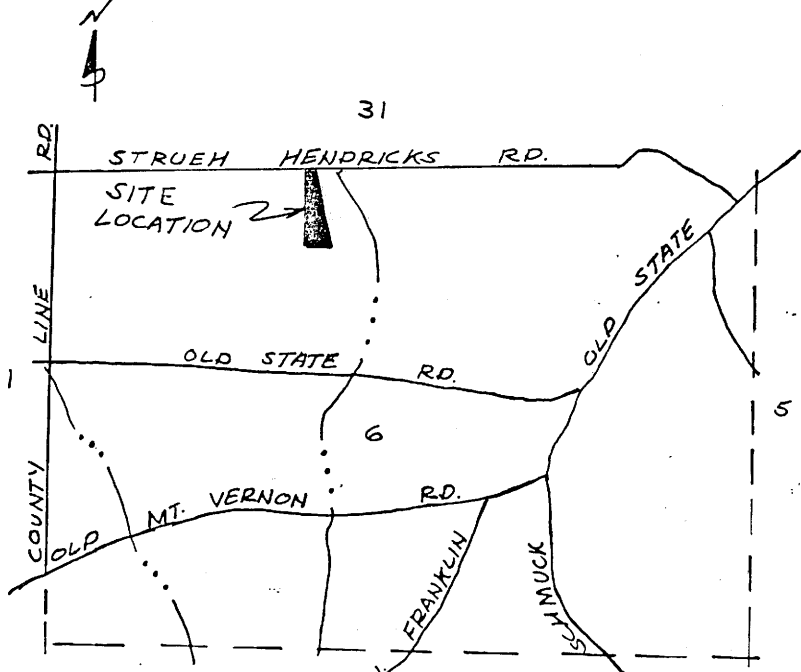 N
31
STRUEH HENDRICKS RD.
SITE
LOCATION
COUNTY LINE RD.
OLD STATE
OLD STATE RD.
1
5
6
OLD MT. VERNON RD.
FRANKLIN
SCHMUCK